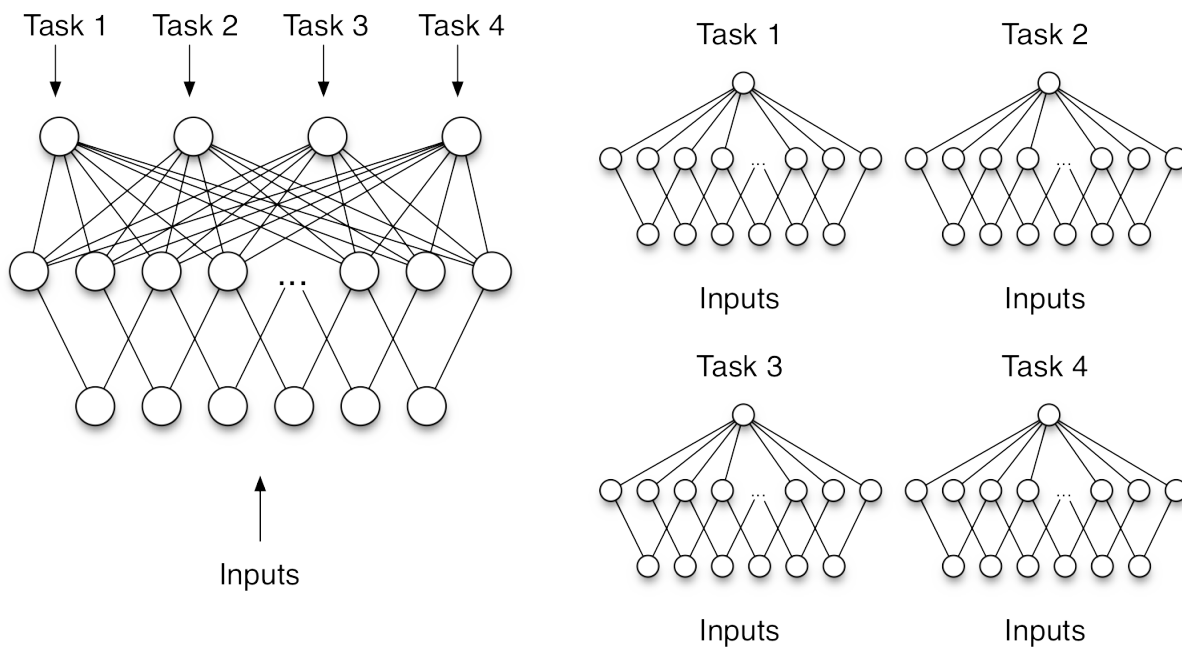 Task 1 Task 2 Task 3 Task 4
...
Inputs
Task 1 Task 2
... ...
Inputs Inputs
Task 3 Task 4
... ...
Inputs Inputs